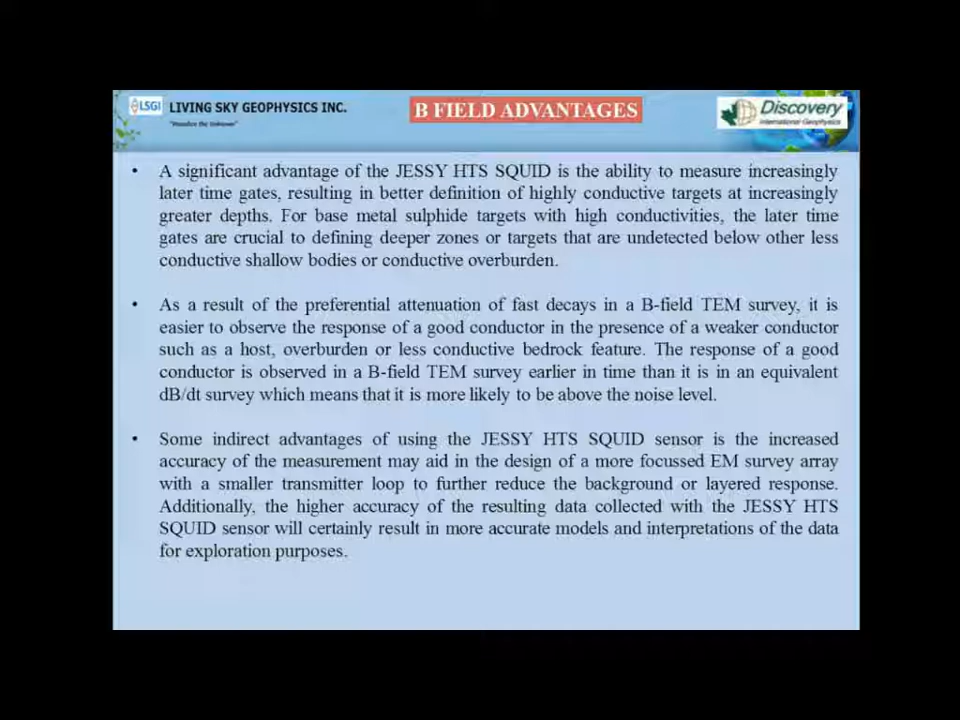 LSGI LIVING SKY GEOPHYSICS INC.
"Visualize the Unknown"
B FIELD ADVANTAGES
Discovery
International Geophysics
• A significant advantage of the JESSY HTS SQUID is the ability to measure increasingly
later time gates, resulting in better definition of highly conductive targets at increasingly
greater depths. For base metal sulphide targets with high conductivities, the later time
gates are crucial to defining deeper zones or targets that are undetected below other less
conductive shallow bodies or conductive overburden.
• As a result of the preferential attenuation of fast decays in a B-field TEM survey, it is
easier to observe the response of a good conductor in the presence of a weaker conductor
such as a host, overburden or less conductive bedrock feature. The response of a good
conductor is observed in a B-field TEM survey earlier in time than it is in an equivalent
dB/dt survey which means that it is more likely to be above the noise level.
• Some indirect advantages of using the JESSY HTS SQUID sensor is the increased
accuracy of the measurement may aid in the design of a more focussed EM survey array
with a smaller transmitter loop to further reduce the background or layered response.
Additionally, the higher accuracy of the resulting data collected with the JESSY HTS
SQUID sensor will certainly result in more accurate models and interpretations of the data
for exploration purposes.